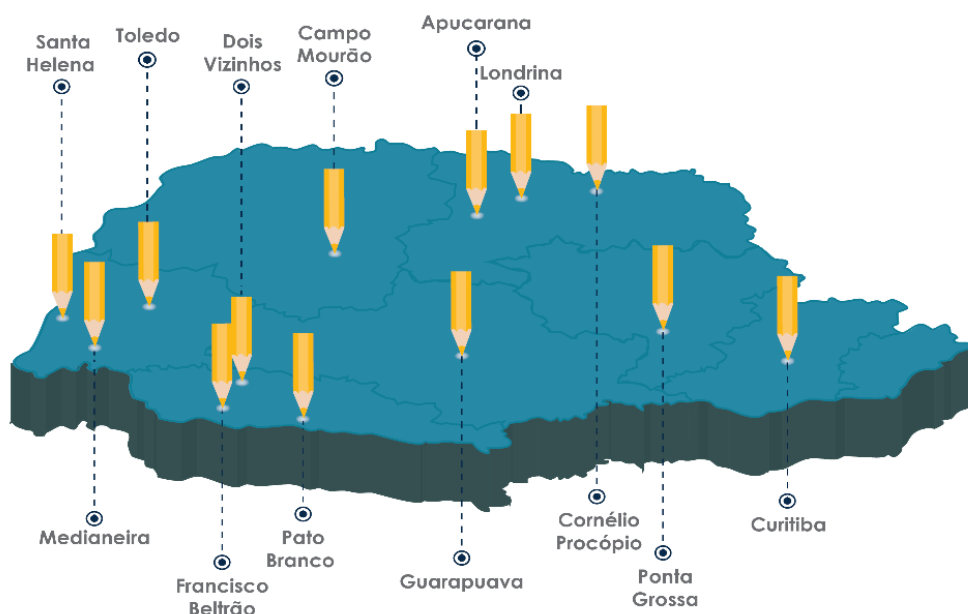 Santa
Helena
Toledo
Dois
Vizinhos
Campo
Mourão
Apucarana
Londrina
Medianeira
Francisco
Beltrão
Pato
Branco
Guarapuava
Cornélio
Procópio
Ponta
Grossa
Curitiba